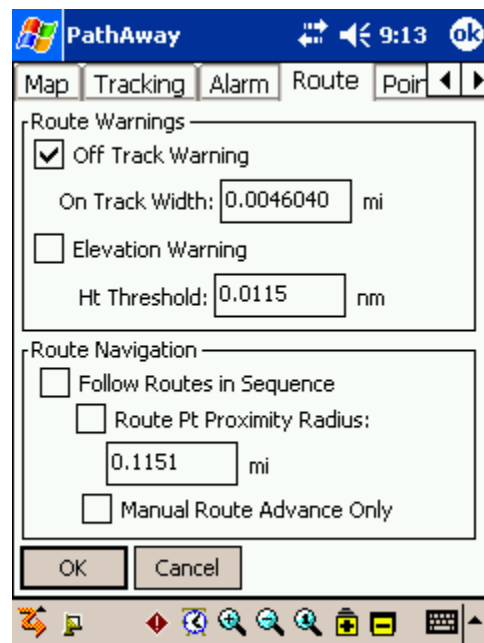 PathAway 9:13 ok
Map Tracking Alarm Route Poin
Route Warnings
Off Track Warning
On Track Width: 0.0046040 mi
Elevation Warning
Ht Threshold: 0.0115 nm
Route Navigation
Follow Routes in Sequence
Route Pt Proximity Radius:
0.1151 mi
Manual Route Advance Only
OK Cancel